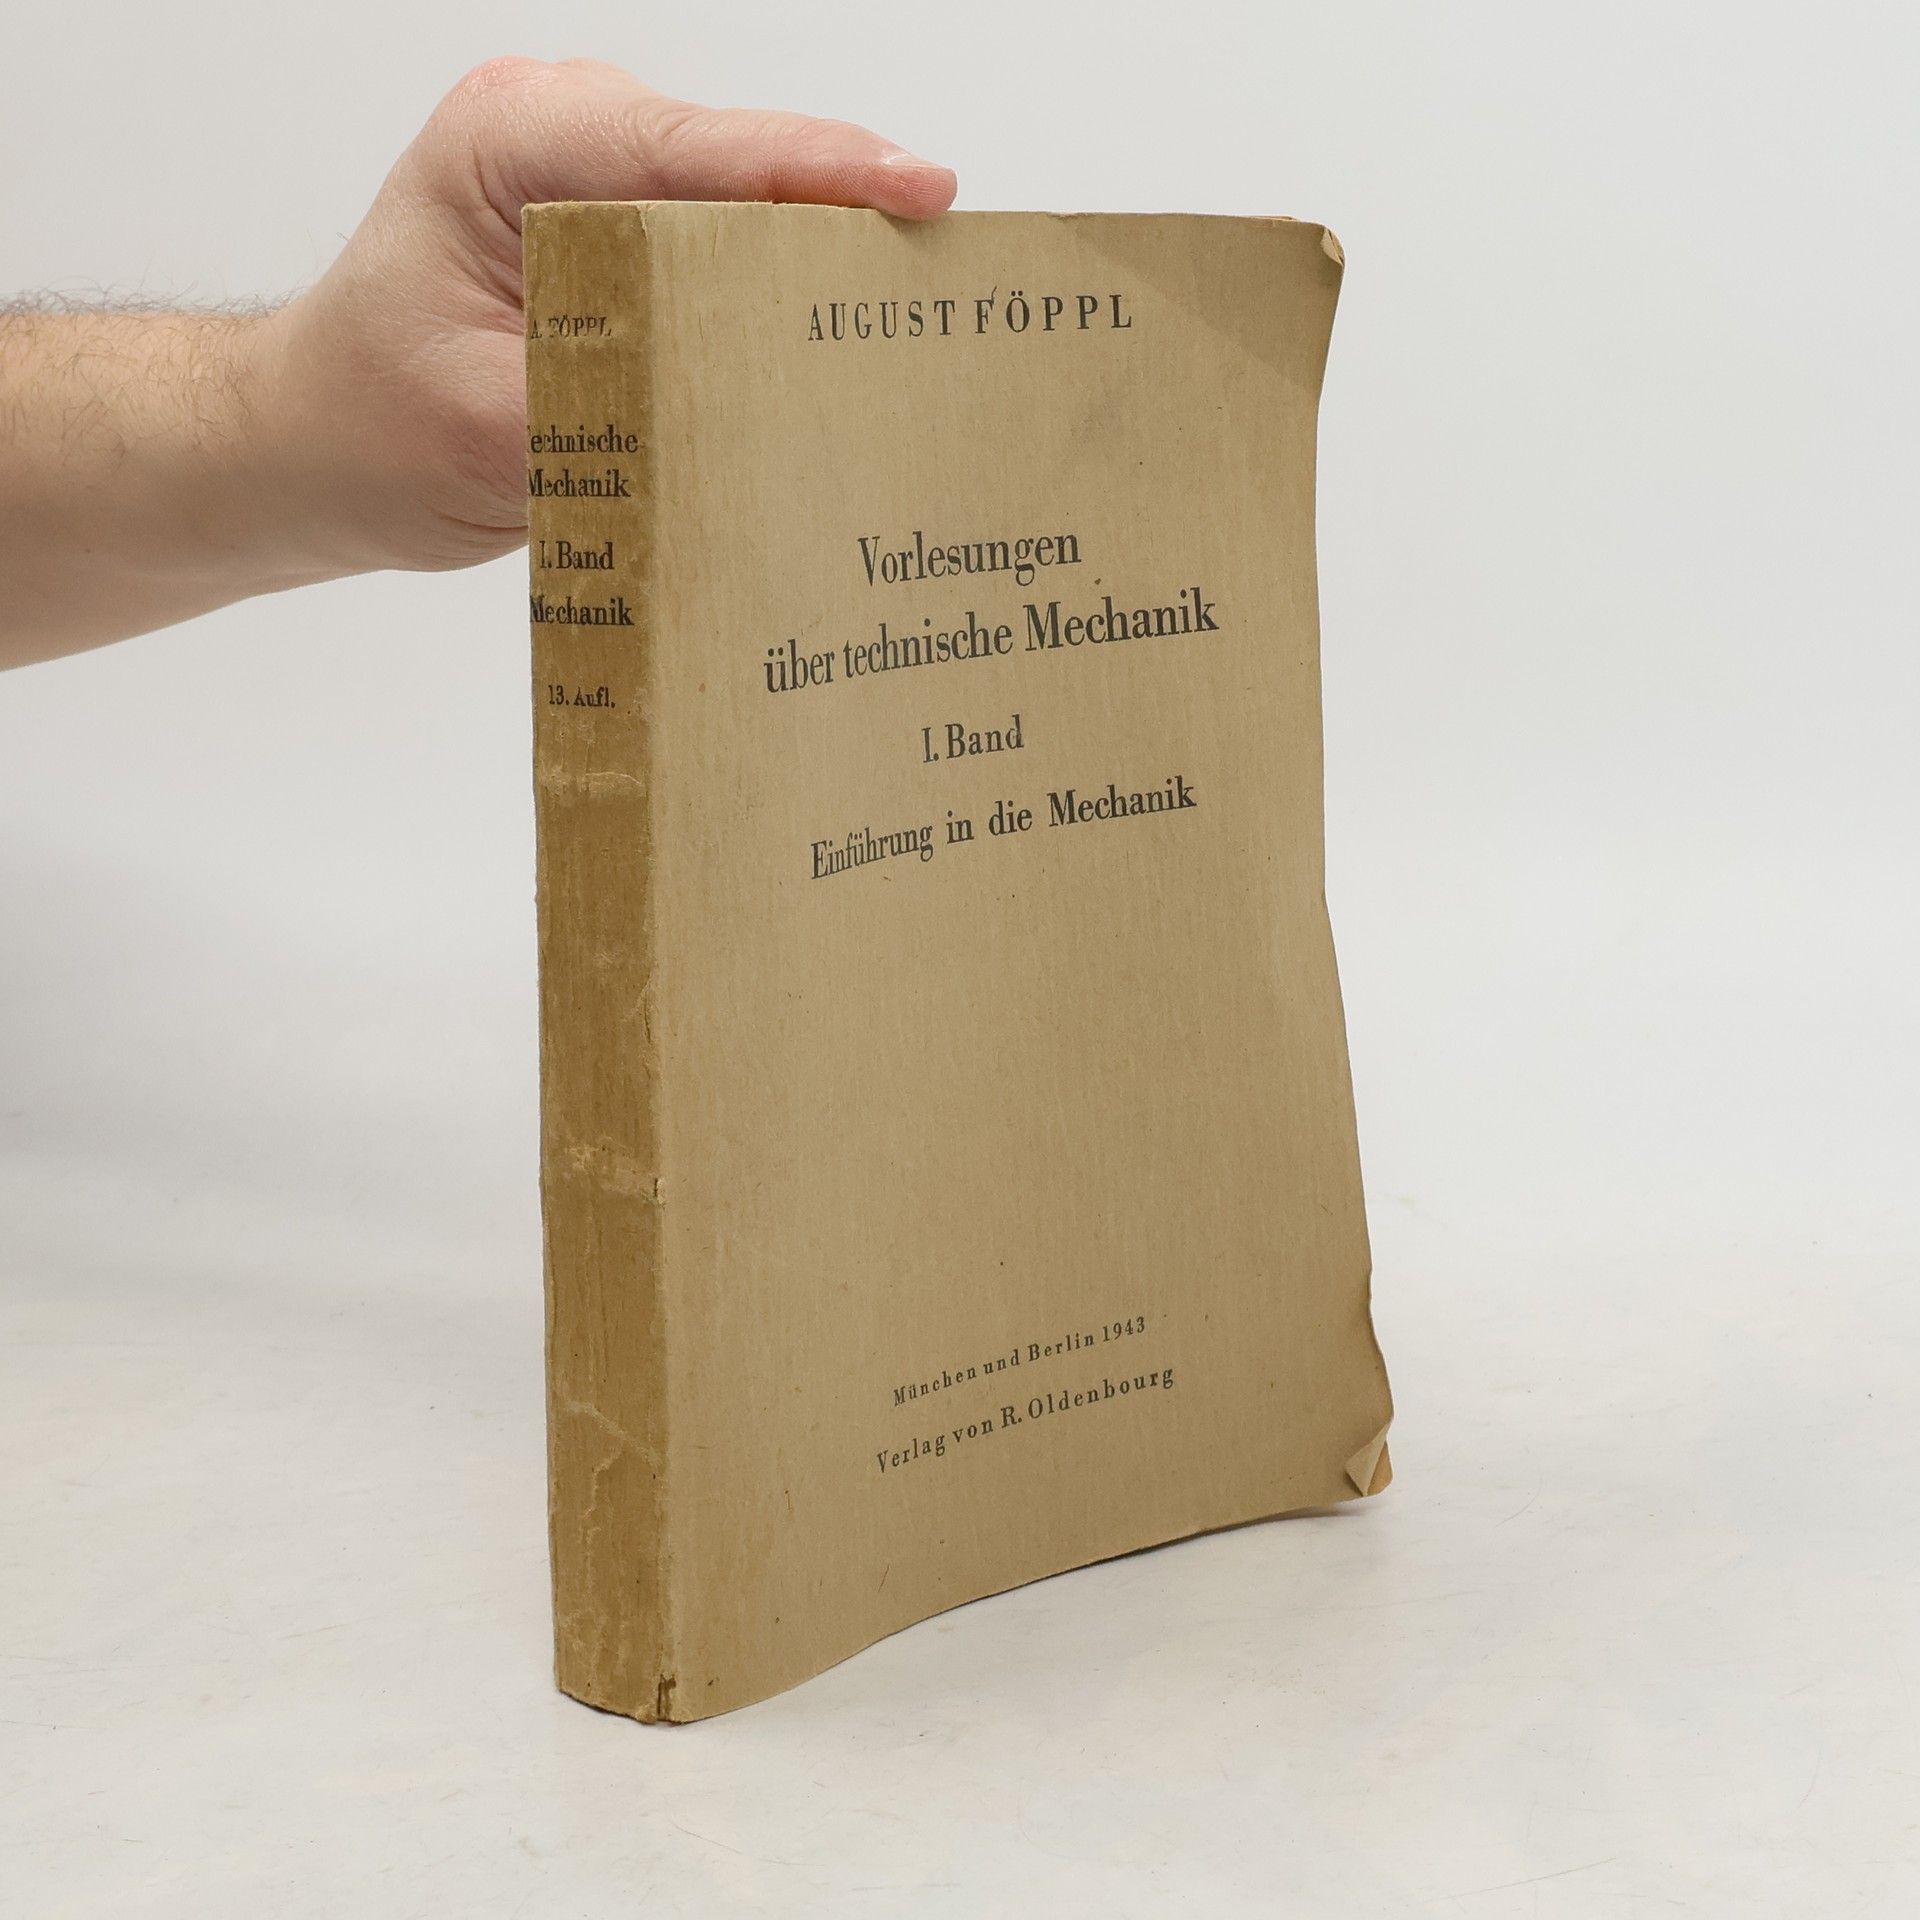 A. FÖPPL
Technische
Mechanik
I. Band
Mechanik
13. Aufl.
AUGUST FÖPPL
Vorlesungen
über technische Mechanik
I. Band
Einführung in die Mechanik
München und Berlin 1943
Verlag von R. Oldenbourg